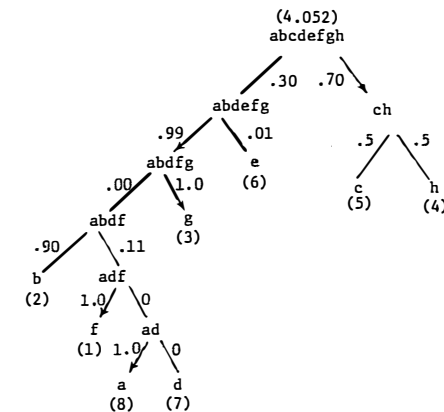 (4.052)
abcdefgh
.30 .70
abdefg ch
.99 .01 .5 .5
abdfg e
(6)
.00 1.0 c h
(5) (4)
abdf g
(3)
.90 .11
b adf
(2)
1.0 0
f ad
(1)
1.0 0
a d
(8) (7)